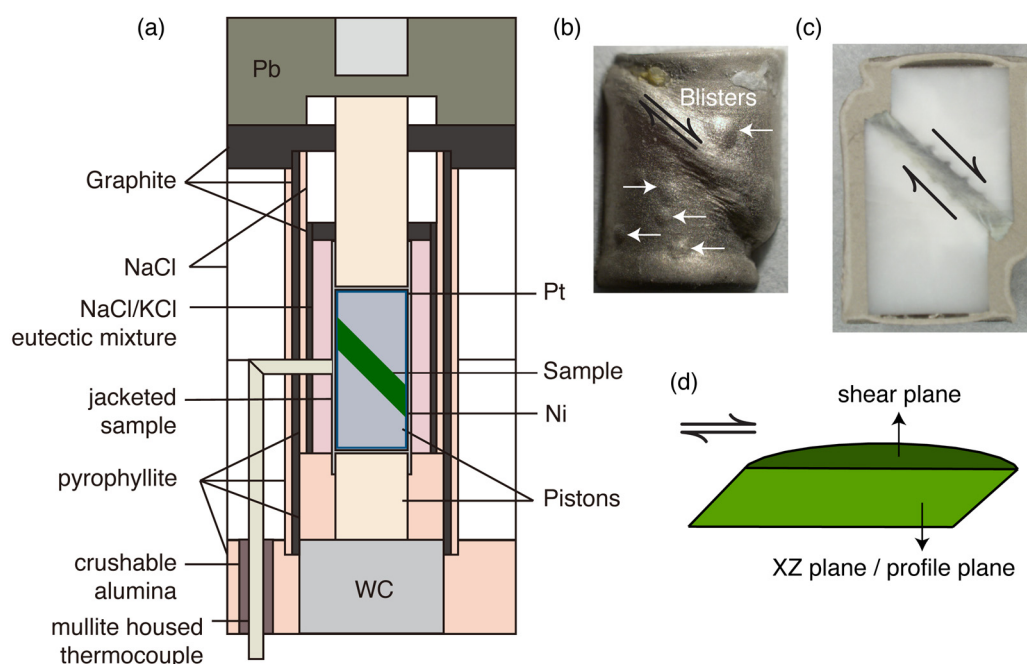 (a)
Pb
Graphite
NaCl
NaCl/KCl
eutectic mixture
jacketed
sample
pyrophyllite
crushable
alumina
mullite housed
thermocouple
WC
Pt
Sample
Ni
Pistons
(b)
Blisters
(c)
(d)
shear plane
XZ plane / profile plane